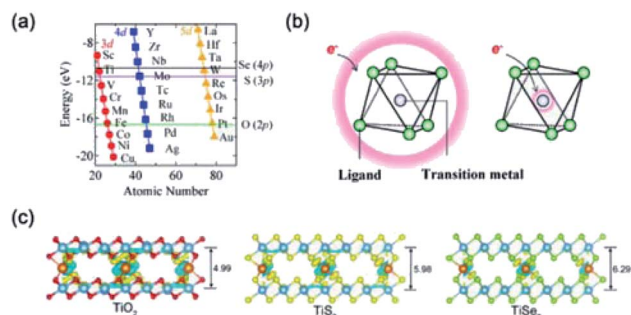 (a)
Energy (eV)
-8
-12
-16
-20
20 40 60 80
Atomic Number
3d
Sc
Ti
V
Cr
Mn
Fe
Co
Ni
Cu
4d
Y
Zr
Nb
Mo
Tc
Ru
Rh
Pd
Ag
5d
La
Hf
Ta
W
Re
Os
Ir
Pt
Au
Se (4p)
S (3p)
O (2p)
(b)
e-
e-
Ligand
Transition metal
(c)
4.99
TiO2
5.98
TiS2
6.29
TiSe2